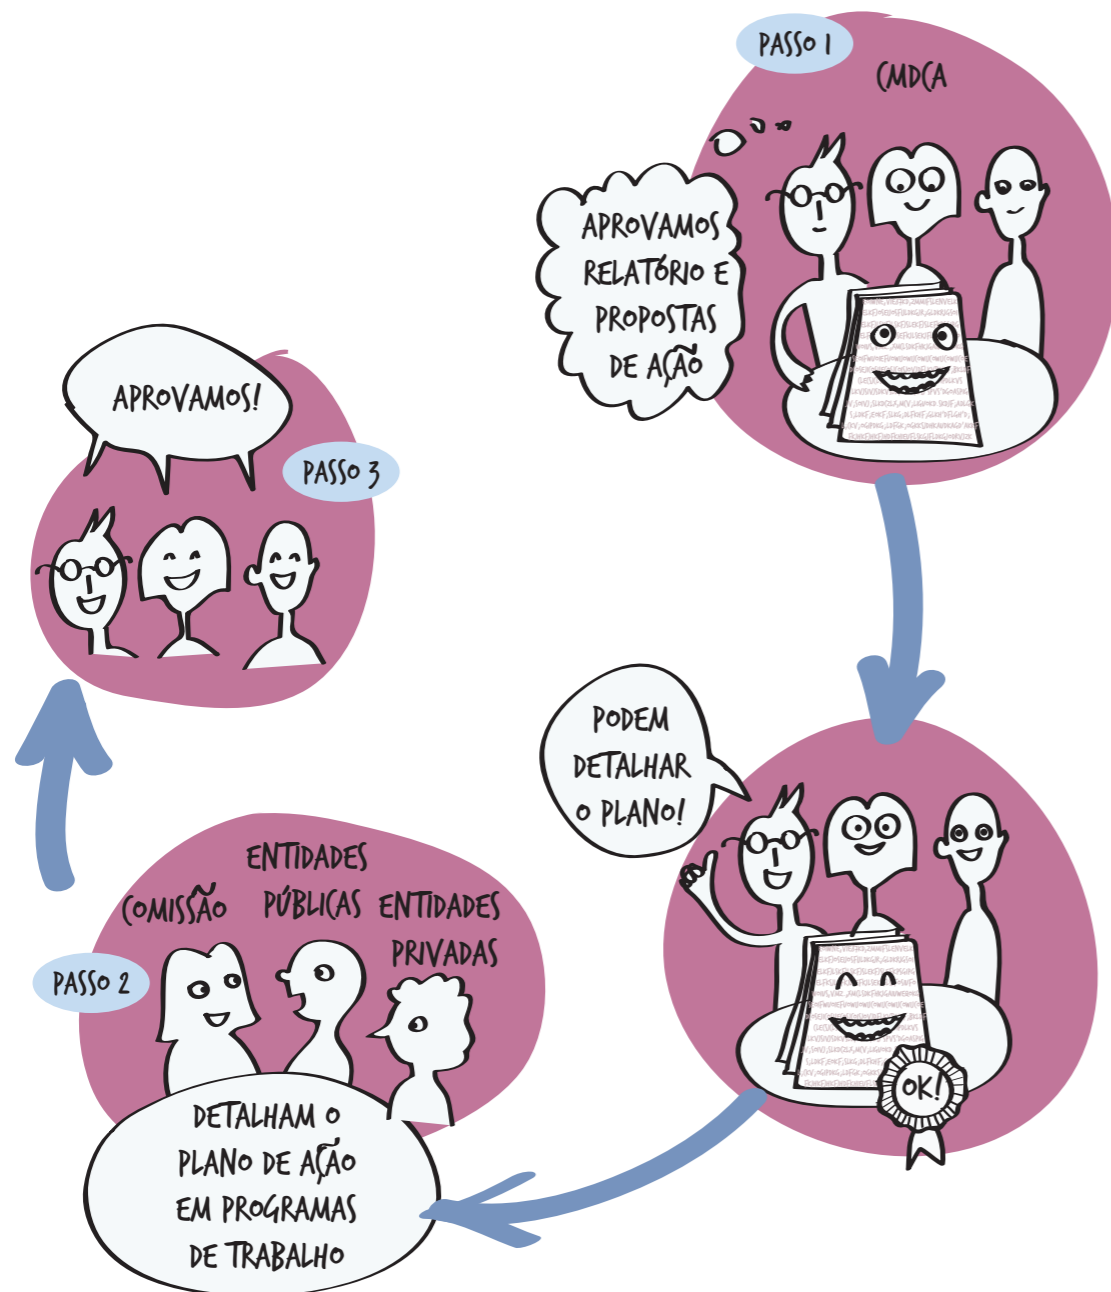 PASSO 1
CMDCA
APROVAMOS
RELATÓRIO E
PROPOSTAS
DE AÇÃO
PODEM
DETALHAR
O PLANO!
OK!
PASSO 2
COMISSÃO
ENTIDADES
PÚBLICAS
ENTIDADES
PRIVADAS
DETALHAM O
PLANO DE AÇÃO
EM PROGRAMAS
DE TRABALHO
PASSO 3
APROVAMOS!